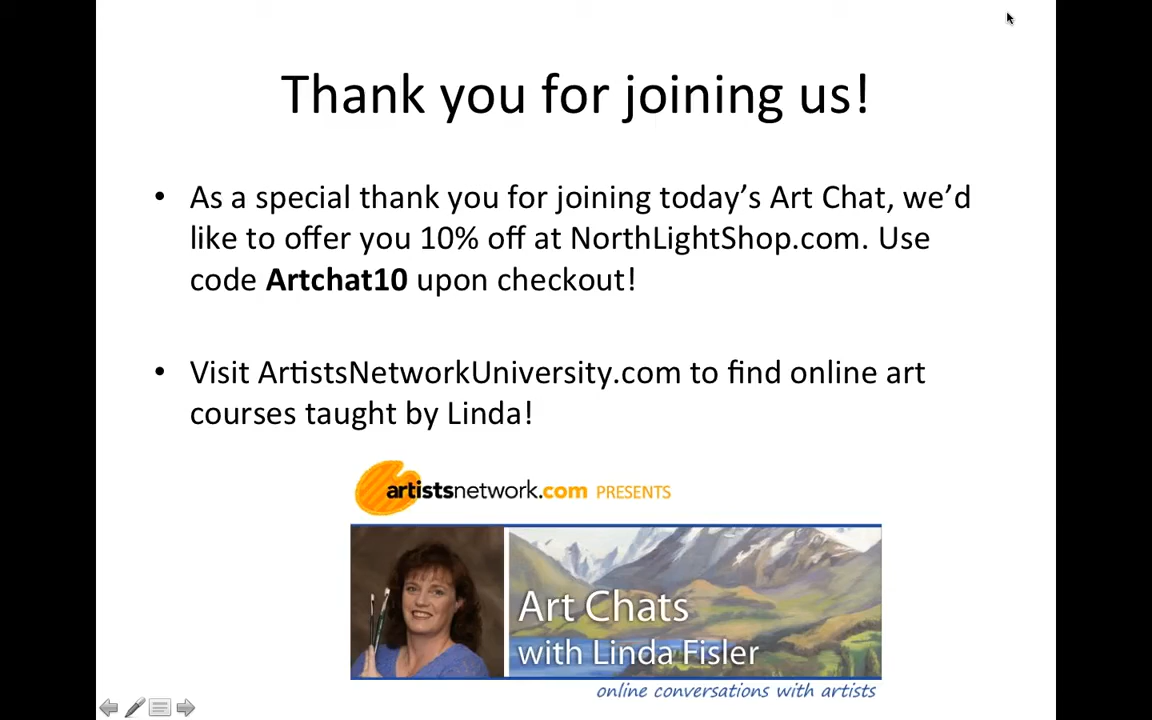 Thank you for joining us!
• As a special thank you for joining today’s Art Chat, we’d
like to offer you 10% off at NorthLightShop.com. Use
code Artchat10 upon checkout!
• Visit ArtistsNetworkUniversity.com to find online art
courses taught by Linda!
artistsnetwork.com PRESENTS
Art Chats
with Linda Fisler
online conversations with artists